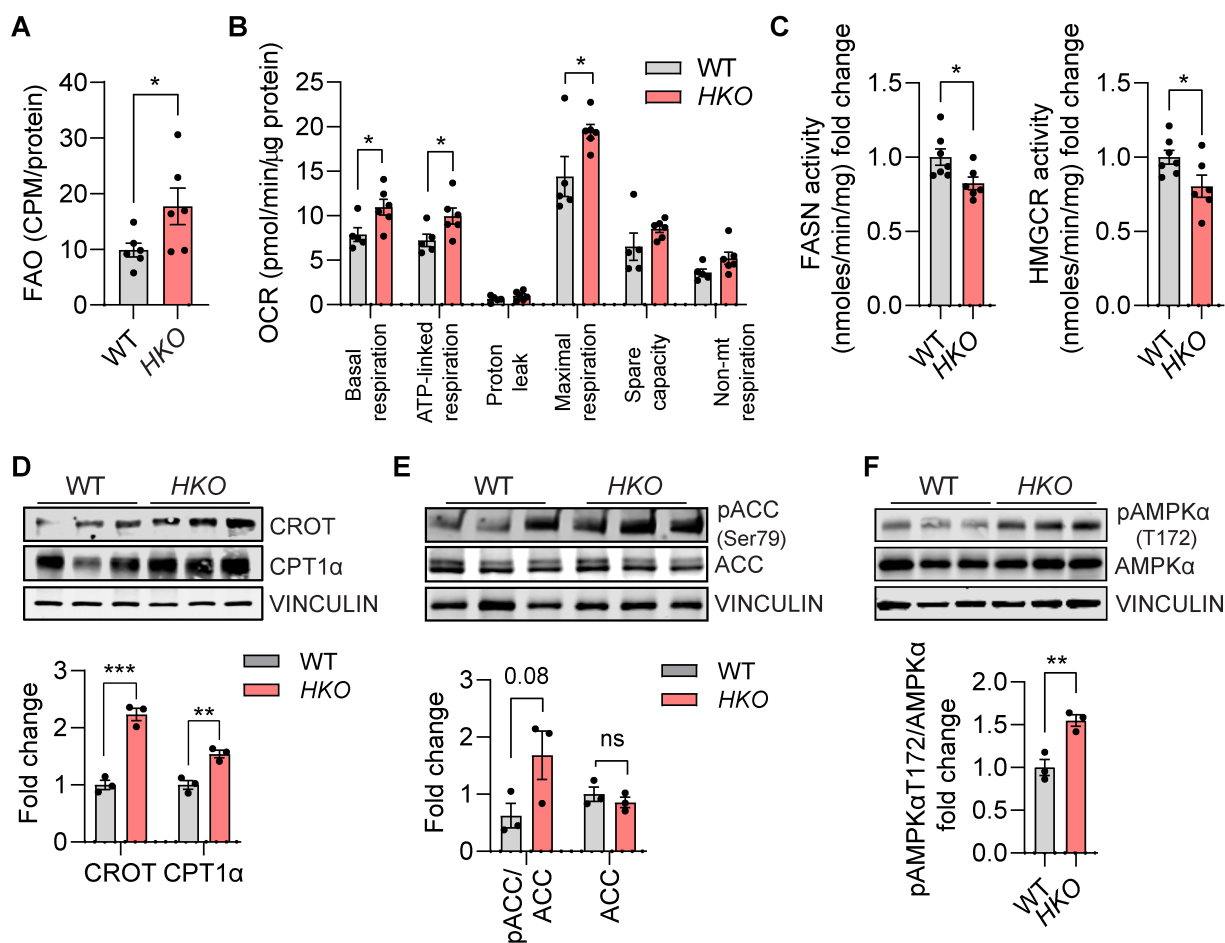 A
FAO (CPM/protein)
40
30
20
10
0
*
WT
HKO
B
OCR (pmol/min/µg protein)
25
20
15
10
5
0
*
*
*
WT
HKO
Basal
respiration
ATP-linked
respiration
Proton
leak
Maximal
respiration
Spare
capacity
Non-mt
respiration
C
FASN activity
(nmoles/min/mg) fold change
1.5
1.0
0.5
0.0
*
WT
HKO
HMGCR activity
(nmoles/min/mg) fold change
1.5
1.0
0.5
0.0
*
WT
HKO
D
WT HKO
CROT
CPT1α
VINCULIN
WT
HKO
Fold change
3
2
1
0
***
**
CROT CPT1α
E
WT HKO
pACC
(Ser79)
ACC
VINCULIN
WT
HKO
Fold change
3
2
1
0
0.08
ns
pACC/
ACC
ACC
F
WT HKO
pAMPKα
(T172)
AMPKα
VINCULIN
pAMPKαT172/AMPKα
fold change
2.0
1.5
1.0
0.5
0.0
**
WT
HKO